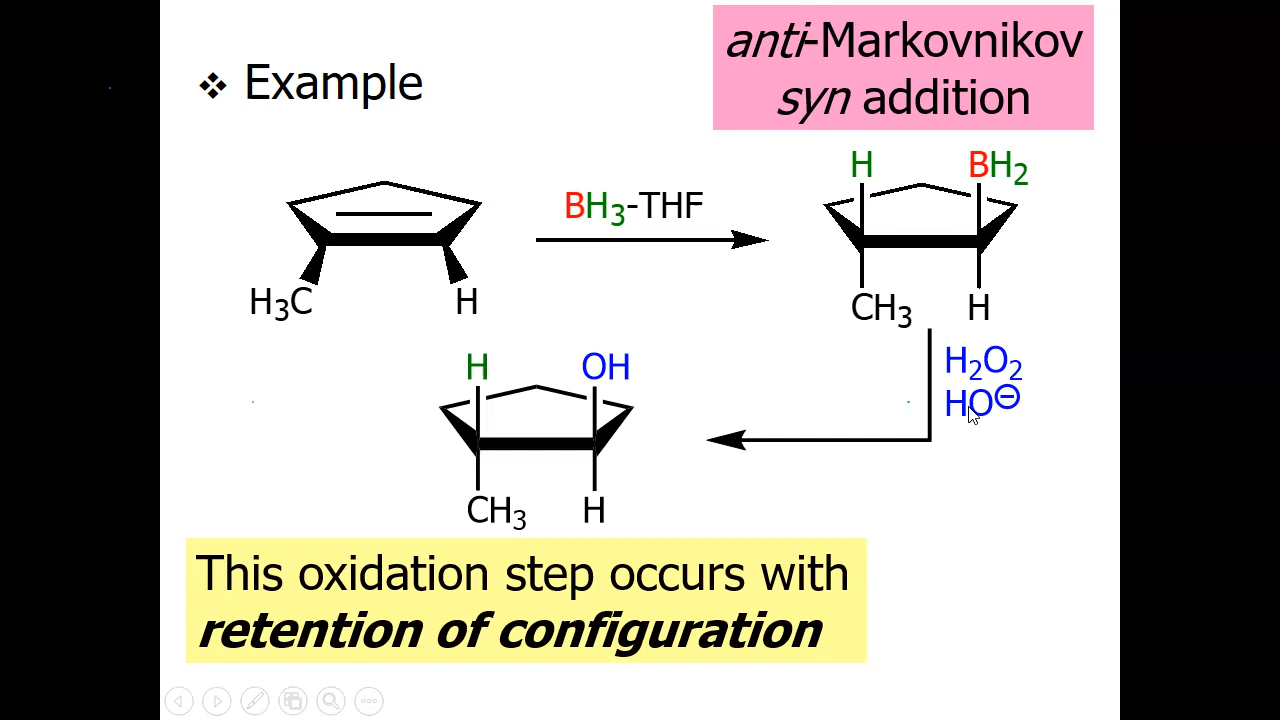 ❖ Example
anti-Markovnikov
syn addition
BH₃-THF
H₃C
H
H
BH₂
CH₃
H
H₂O₂
HO⊖
H
OH
CH₃
H
This oxidation step occurs with
retention of configuration